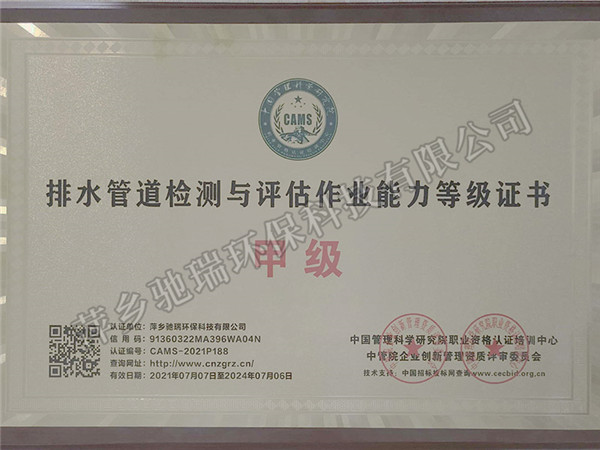 CAMS
排水管道检测与评估作业能力等级证书
甲级
萍乡驰瑞环保科技有限公司
认证单位:萍乡驰瑞环保科技有限公司
信用码:91360322MA396WA04N
认证编号:CAMS-2021P188
查询网址:http://www.cnzgrz.cn/
有效日期:2021年07月07日至2024年07月06日
中国管理科学研究院职业资格认证培训中心
中管院企业创新管理资质评审委员会
技术支持:中国招标投标网查询www.cecbid.org.cn